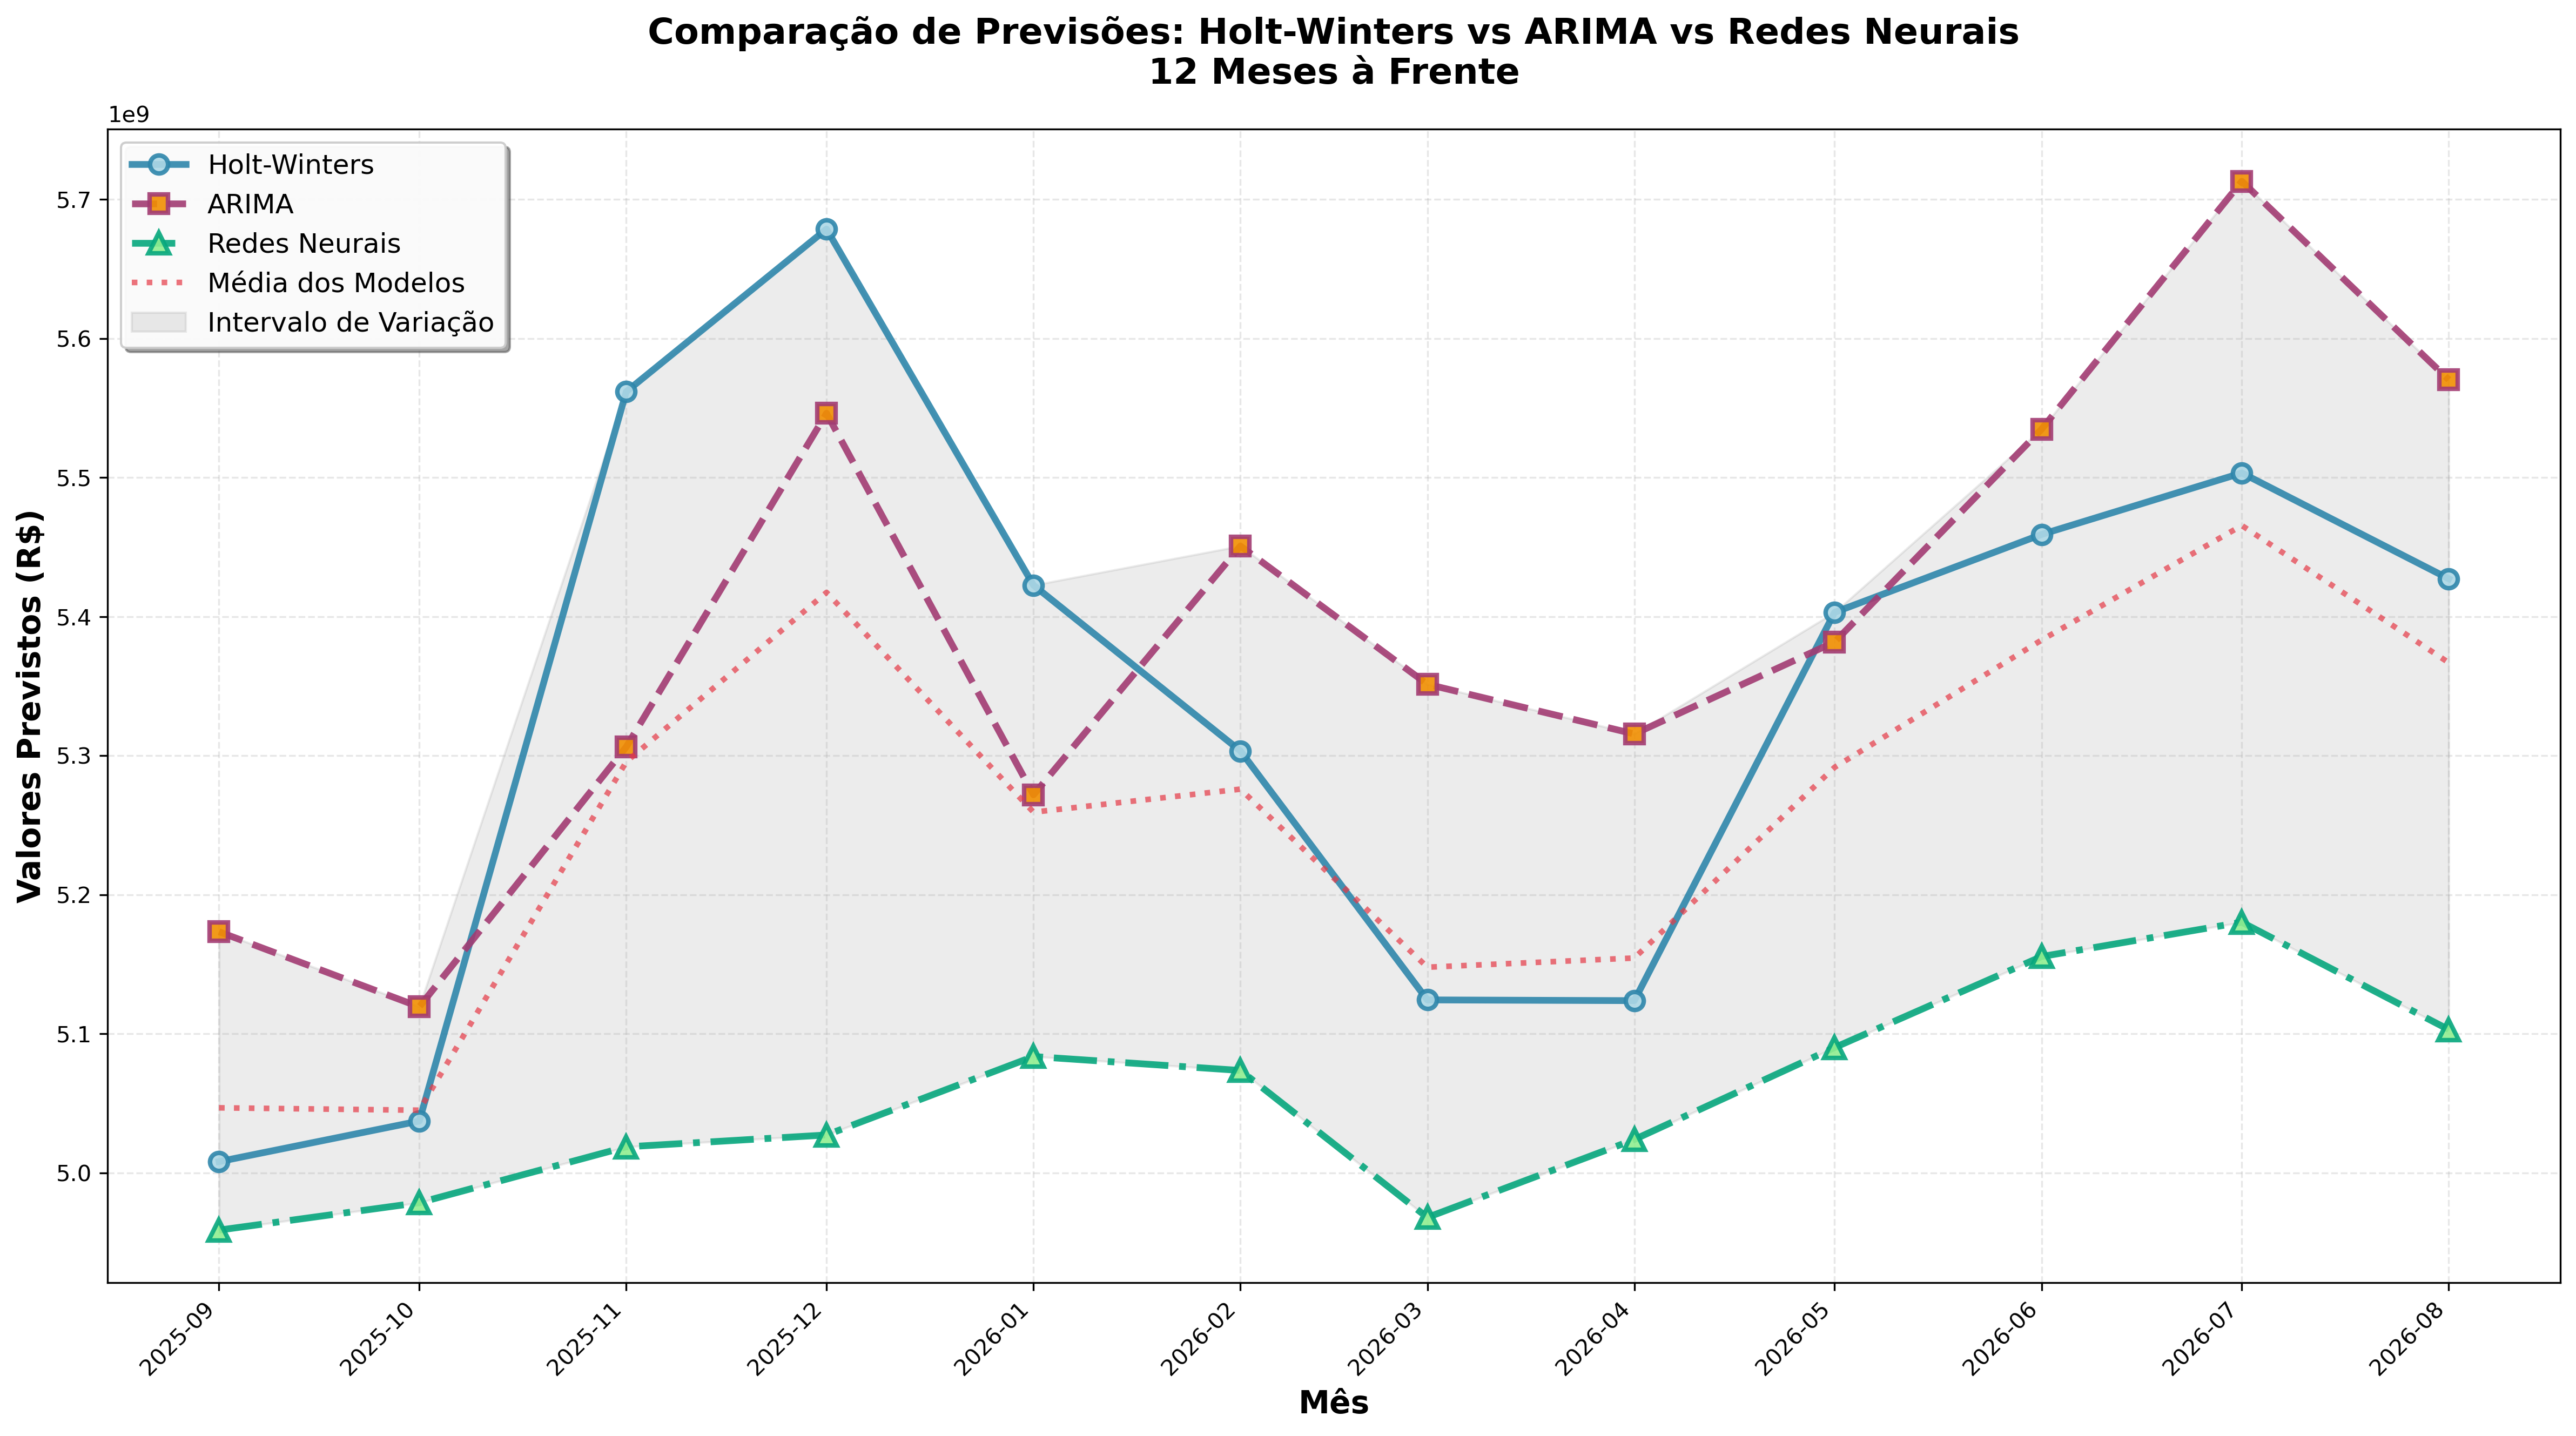 Comparação de Previsões: Holt-Winters vs ARIMA vs Redes Neurais
12 Meses à Frente
1e9
Holt-Winters
ARIMA
Redes Neurais
Média dos Modelos
Intervalo de Variação
5.7
5.6
5.5
5.4
5.3
5.2
5.1
5.0
Valores Previstos (R$)
2025-09
2025-10
2025-11
2025-12
2026-01
2026-02
2026-03
2026-04
2026-05
2026-06
2026-07
2026-08
Mês